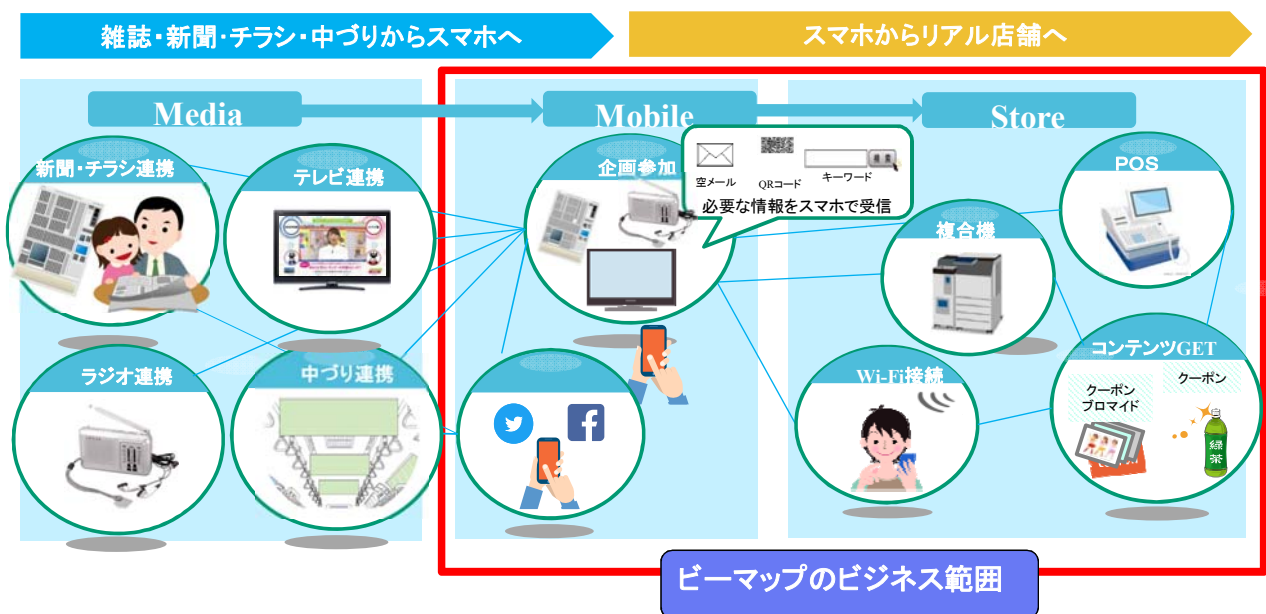 雑誌・新聞・チラシ・中づりからスマホへ
スマホからリアル店舗へ
Media
Mobile
Store
新聞・チラシ連携
テレビ連携
ラジオ連携
中づり連携
企画参加
空メール
QRコード
キーワード
検索
必要な情報をスマホで受信
POS
複合機
Wi-Fi接続
コンテンツGET
クーポン
ブロマイド
クーポン
緑茶
ビーマップのビジネス範囲